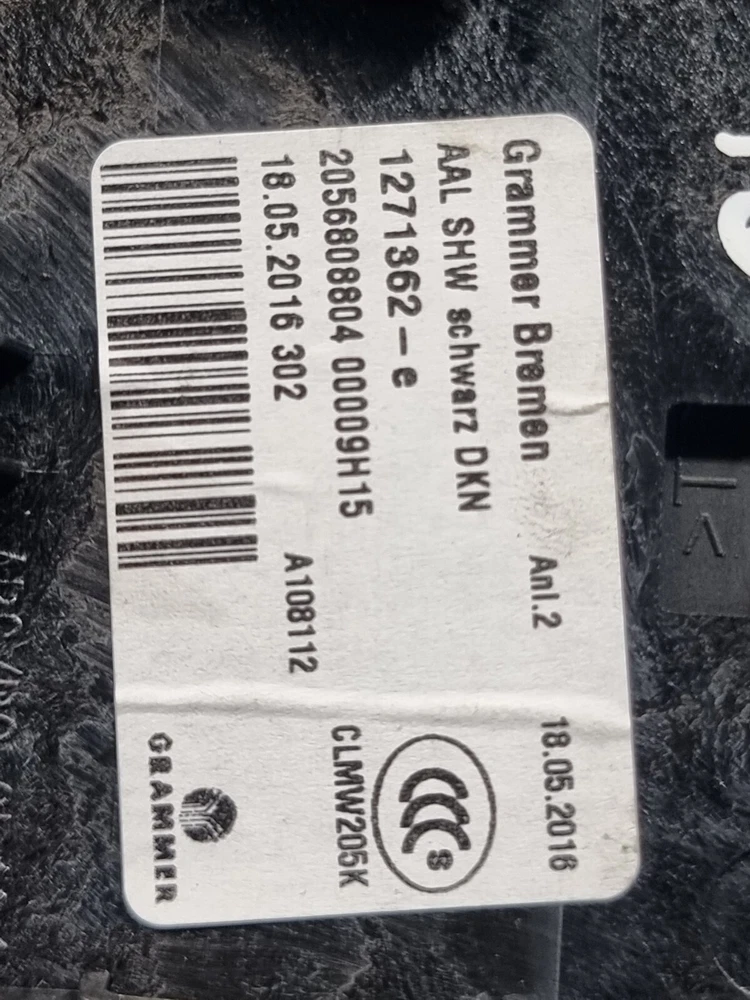 Grammer Bremen Anl.2 18.05.2016
AAL SHW schwarz DKN
1271362-e
2056808804 00009H15
18.05.2016 302 A108112
CCC S
CLMW205K
GRAMMER